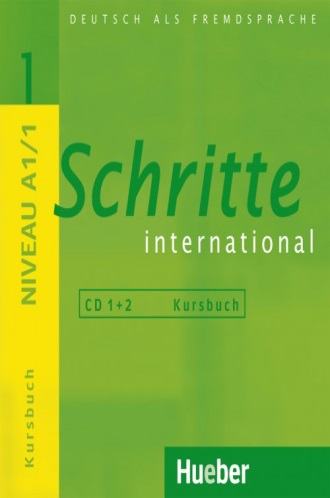 DEUTSCH ALS FREMDSPRACHE
1
NIVEAU A1/1
Kursbuch
Schritte
international
CD 1+2 Kursbuch
Hueber